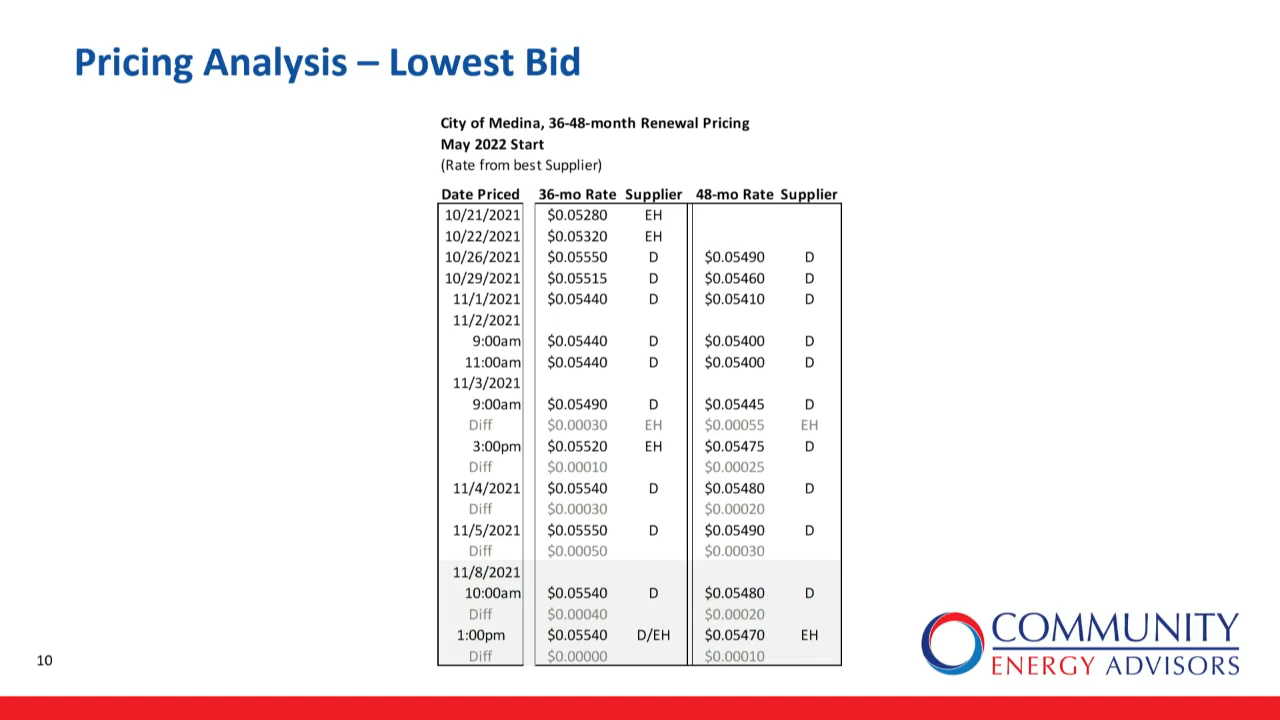 Pricing Analysis – Lowest Bid
City of Medina, 36-48-month Renewal Pricing
May 2022 Start
(Rate from best Supplier)
Date Priced 36-mo Rate Supplier 48-mo Rate Supplier
10/21/2021 $0.05280 EH
10/22/2021 $0.05320 EH
10/26/2021 $0.05550 D $0.05490 D
10/29/2021 $0.05515 D $0.05460 D
11/1/2021 $0.05440 D $0.05410 D
11/2/2021
9:00am $0.05440 D $0.05400 D
11:00am $0.05440 D $0.05400 D
11/3/2021
9:00am $0.05490 D $0.05445 D
Diff $0.00030 EH $0.00055 EH
3:00pm $0.05520 EH $0.05475 D
Diff $0.00010 $0.00025
11/4/2021 $0.05540 D $0.05480 D
Diff $0.00030 $0.00020
11/5/2021 $0.05550 D $0.05490 D
Diff $0.00050 $0.00030
11/8/2021
10:00am $0.05540 D $0.05480 D
Diff $0.00040 $0.00020
1:00pm $0.05540 D/EH $0.05470 EH
Diff $0.00000 $0.00010
COMMUNITY
ENERGY ADVISORS
10